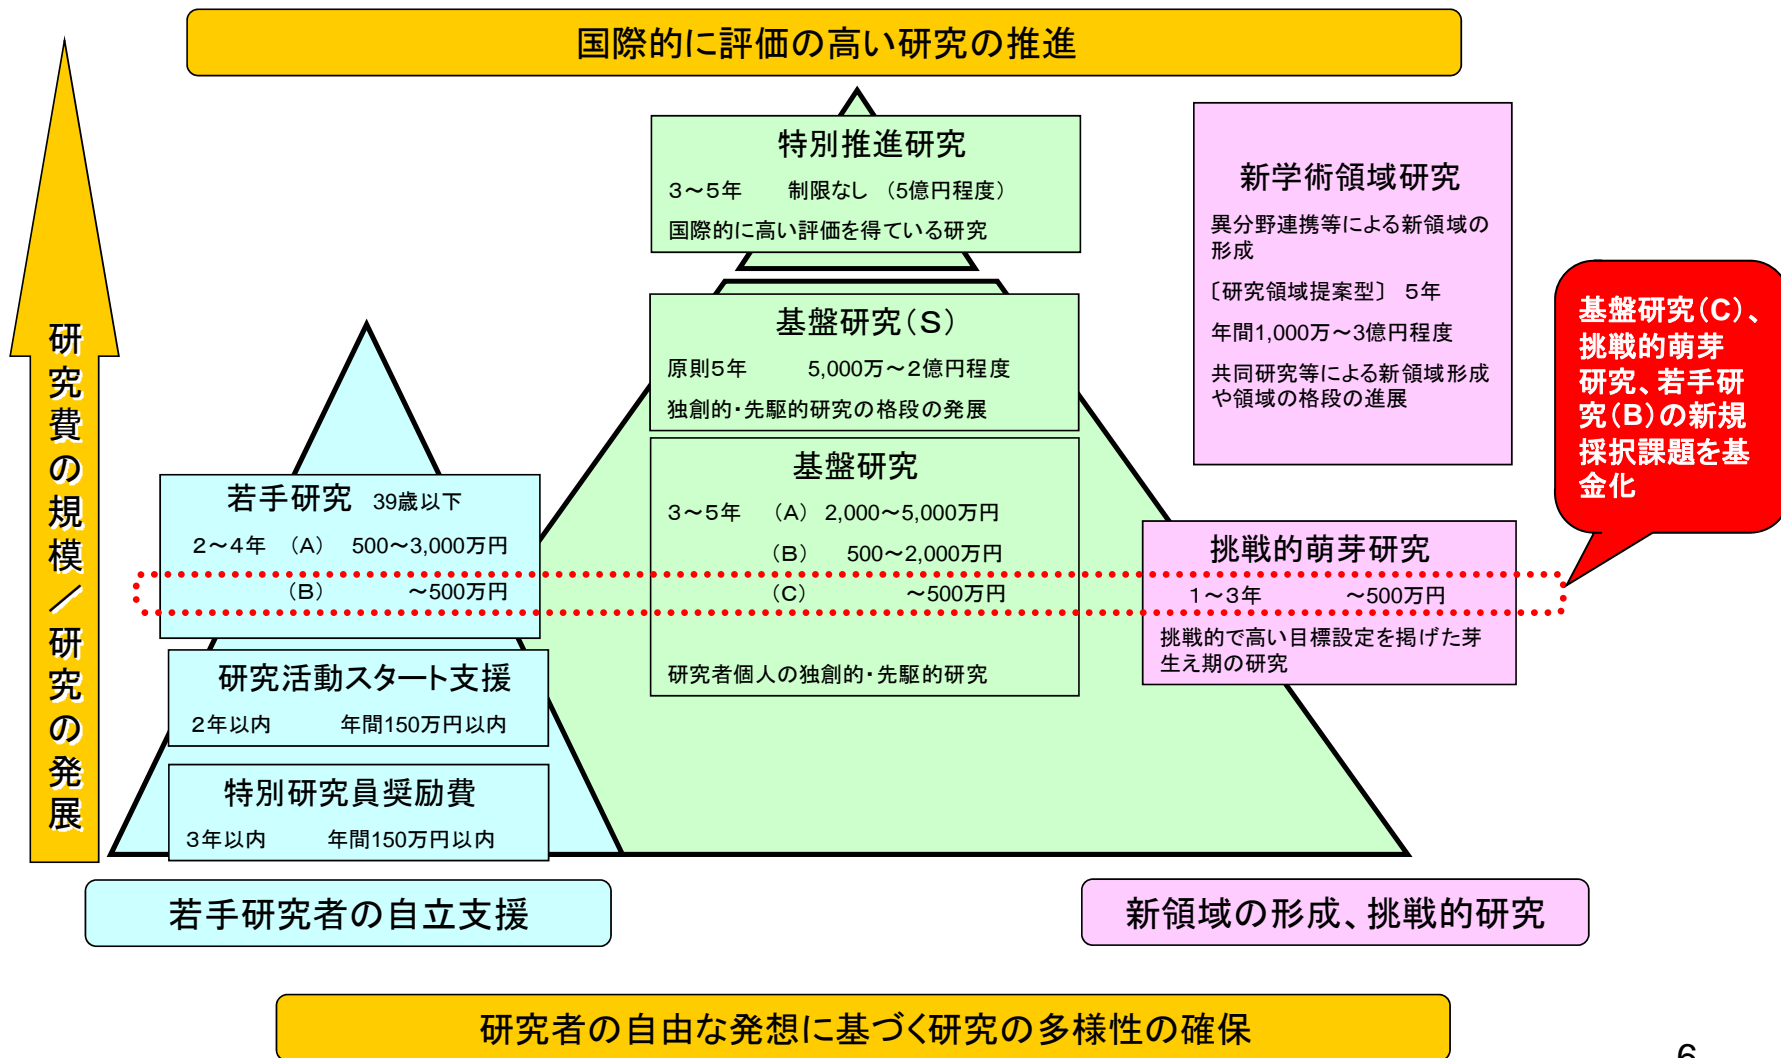 国際的に評価の高い研究の推進
研究費の規模／研究の発展
特別推進研究
3～5年　制限なし　（5億円程度）
国際的に高い評価を得ている研究
基盤研究（S）
原則5年　5,000万～2億円程度
独創的・先駆的研究の格段の発展
基盤研究
3～5年　（A）　2,000～5,000万円
（B）　500～2,000万円
（C）　～500万円
研究者個人の独創的・先駆的研究
若手研究　39歳以下
2～4年　（A）　500～3,000万円
（B）　～500万円
研究活動スタート支援
2年以内　年間150万円以内
特別研究員奨励費
3年以内　年間150万円以内
新学術領域研究
異分野連携等による新領域の
形成
〔研究領域提案型〕　5年
年間1,000万～3億円程度
共同研究等による新領域形成
や領域の格段の進展
挑戦的萌芽研究
1～3年　～500万円
挑戦的で高い目標設定を掲げた芽
生え期の研究
基盤研究（C）、
挑戦的萌芽
研究、若手研
究（B）の新規
採択課題を基
金化
若手研究者の自立支援
新領域の形成、挑戦的研究
研究者の自由な発想に基づく研究の多様性の確保
6